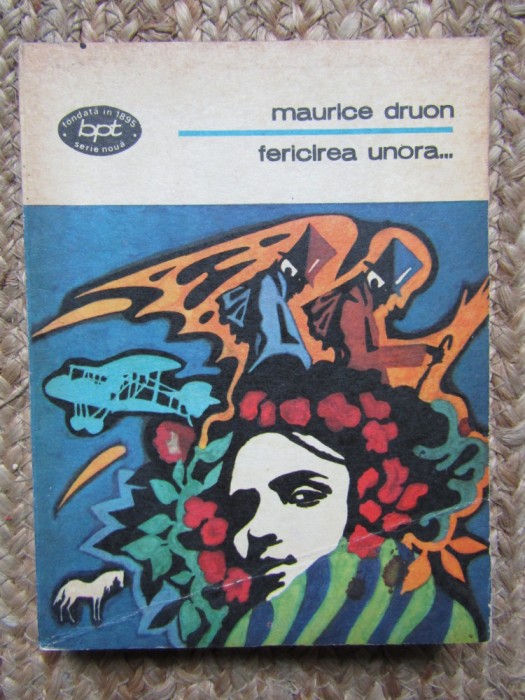 fondată în 1895
bpt
serie nouă
maurice druon
fericirea unora...